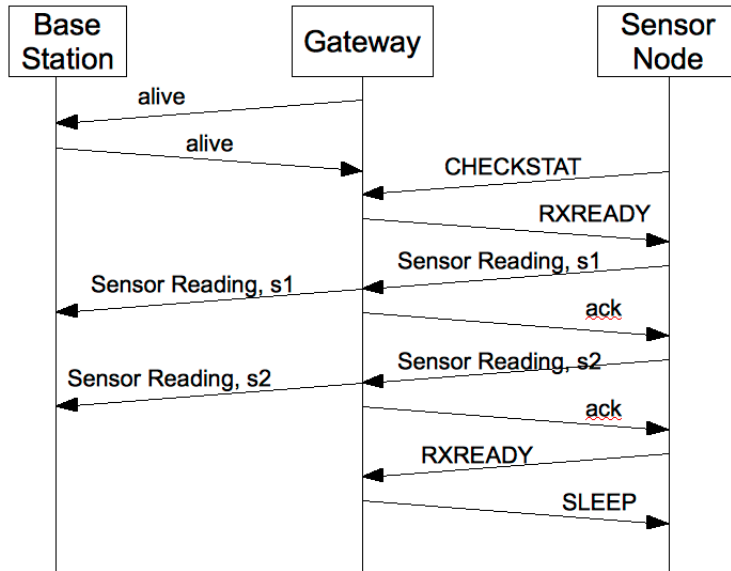 Base
Station
Gateway
Sensor
Node
alive
alive
CHECKSTAT
RXREADY
Sensor Reading, s1
Sensor Reading, s1
ack
Sensor Reading, s2
Sensor Reading, s2
ack
RXREADY
SLEEP